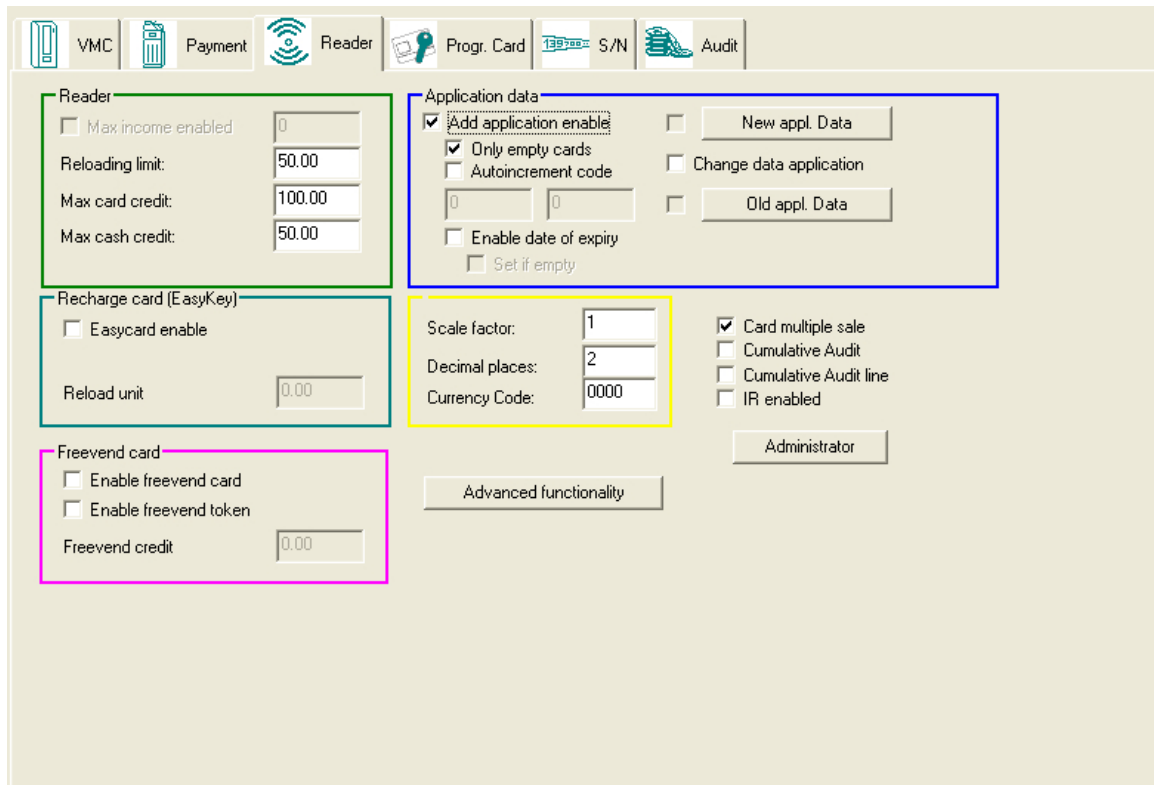 VMC Payment Reader Progr. Card 139700 S/N Audit
Reader
Max income enabled 0
Reloading limit: 50.00
Max card credit: 100.00
Max cash credit: 50.00
Application data
Add application enable New appl. Data
Only empty cards
Autoincrement code Change data application
0 0 Old appl. Data
Enable date of expiry
Set if empty
Recharge card (EasyKey)
Easycard enable
Reload unit 0.00
Scale factor: 1
Decimal places: 2
Currency Code: 0000
Card multiple sale
Cumulative Audit
Cumulative Audit line
IR enabled
Administrator
Freevend card
Enable freevend card
Enable freevend token
Freevend credit 0.00
Advanced functionality